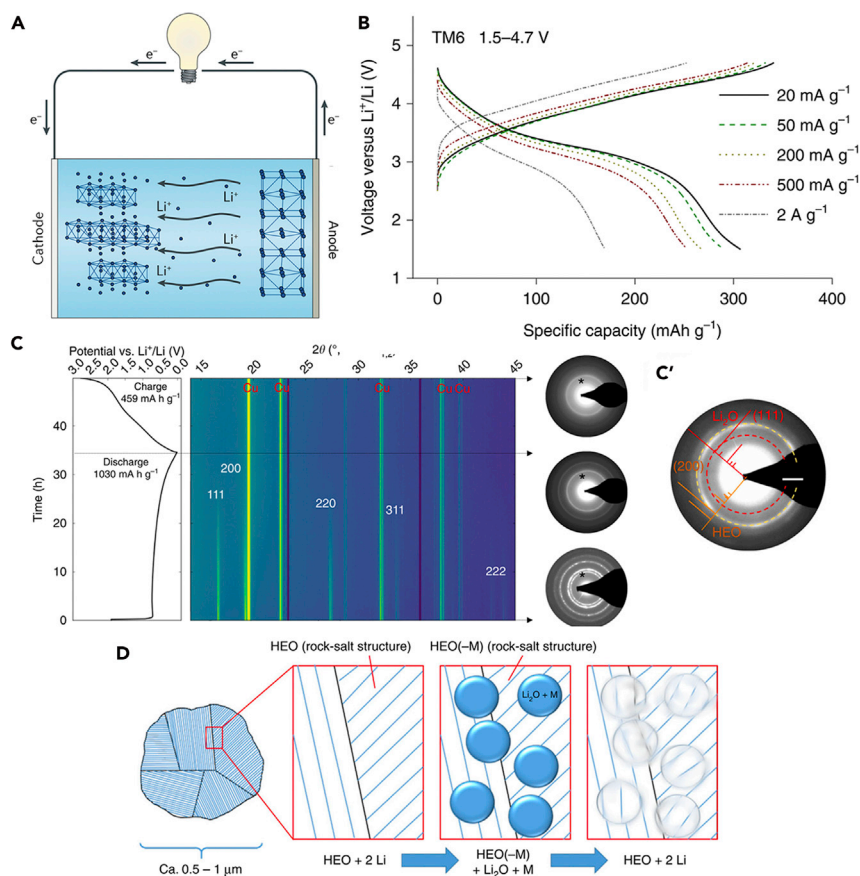 A
e⁻
e⁻
e⁻
e⁻
Cathode
Li⁺
Li⁺
Li⁺
Li⁺
Li⁺
Anode
B
TM6 1.5–4.7 V
Voltage versus Li⁺/Li (V)
5
4
3
2
1
20 mA g⁻¹
50 mA g⁻¹
200 mA g⁻¹
500 mA g⁻¹
2 A g⁻¹
0
100
200
300
400
Specific capacity (mAh g⁻¹)
C
Potential vs. Li⁺/Li (V)
3.0
2.5
2.0
1.5
1.0
0.5
0.0
Charge
459 mA h g⁻¹
Discharge
1030 mA h g⁻¹
Time (h)
40
30
20
10
0
2θ (°,
15
20
25
30
35
40
45
Cu
Cu
Cu
Cu
Cu
200
111
220
311
222
*
*
*
C′
Li₂O
(111)
(200)
HEO
D
HEO (rock-salt structure)
HEO(–M) (rock-salt structure)
Li₂O + M
Ca. 0.5 – 1 μm
HEO + 2 Li
HEO(–M)
+ Li₂O + M
HEO + 2 Li